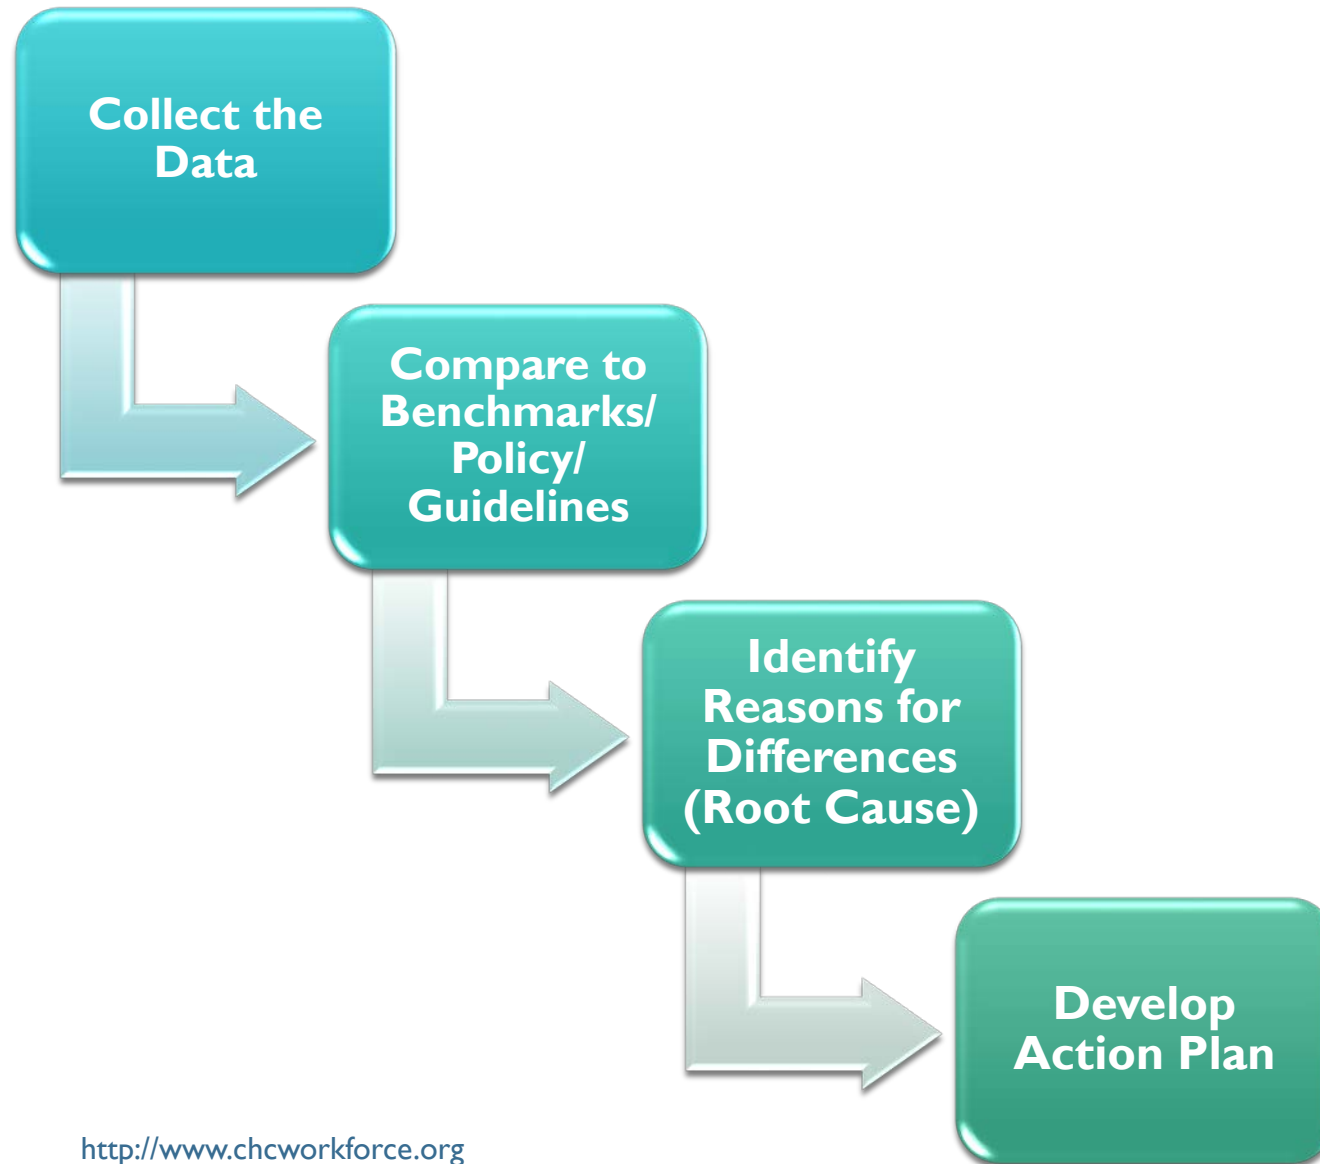 Collect the
Data
Compare to
Benchmarks/
Policy/
Guidelines
Identify
Reasons for
Differences
(Root Cause)
Develop
Action Plan
http://www.chcworkforce.org